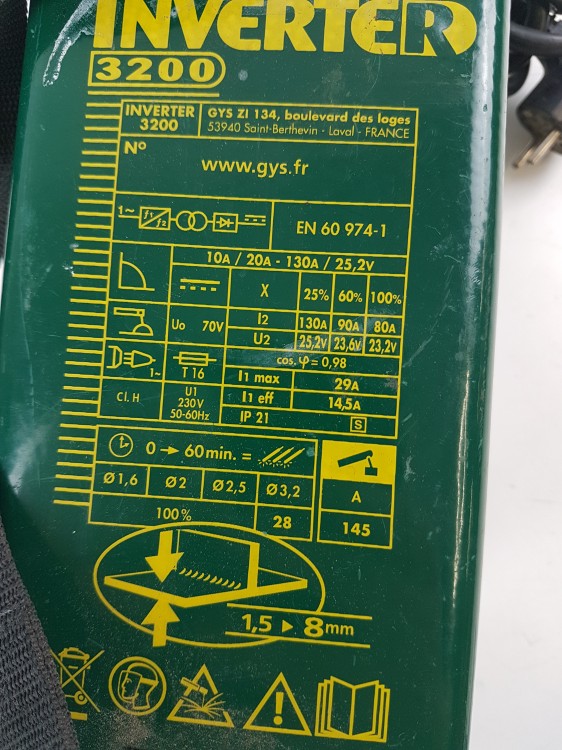 INVERTER
3200
INVERTER 3200
GYS ZI 134, boulevard des loges
53940 Saint-Berthevin - Laval - FRANCE
N°
www.gys.fr
1~ f1/f2
EN 60 974-1
10A / 20A - 130A / 25,2V
X 25% 60% 100%
Uo 70V
I2 130A 90A 80A
U2 25,2V 23,6V 23,2V
cos. φ = 0,98
1~
T 16
I1 max 29A
Cl. H
U1
230V
50-60Hz
I1 eff 14,5A
IP 21 S
0 → 60 min. =
Ø1,6 Ø2 Ø2,5 Ø3,2
A
100% 28 145
1,5 ► 8mm